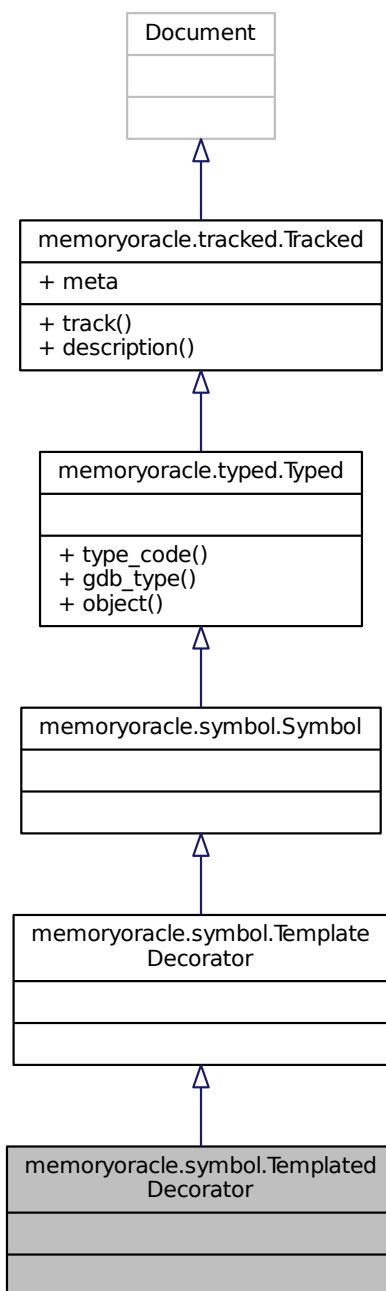 Document
memoryoracle.tracked.Tracked
+ meta
+ track()
+ description()
memoryoracle.typed.Typed
+ type_code()
+ gdb_type()
+ object()
memoryoracle.symbol.Symbol
memoryoracle.symbol.Template
Decorator
memoryoracle.symbol.Templated
Decorator